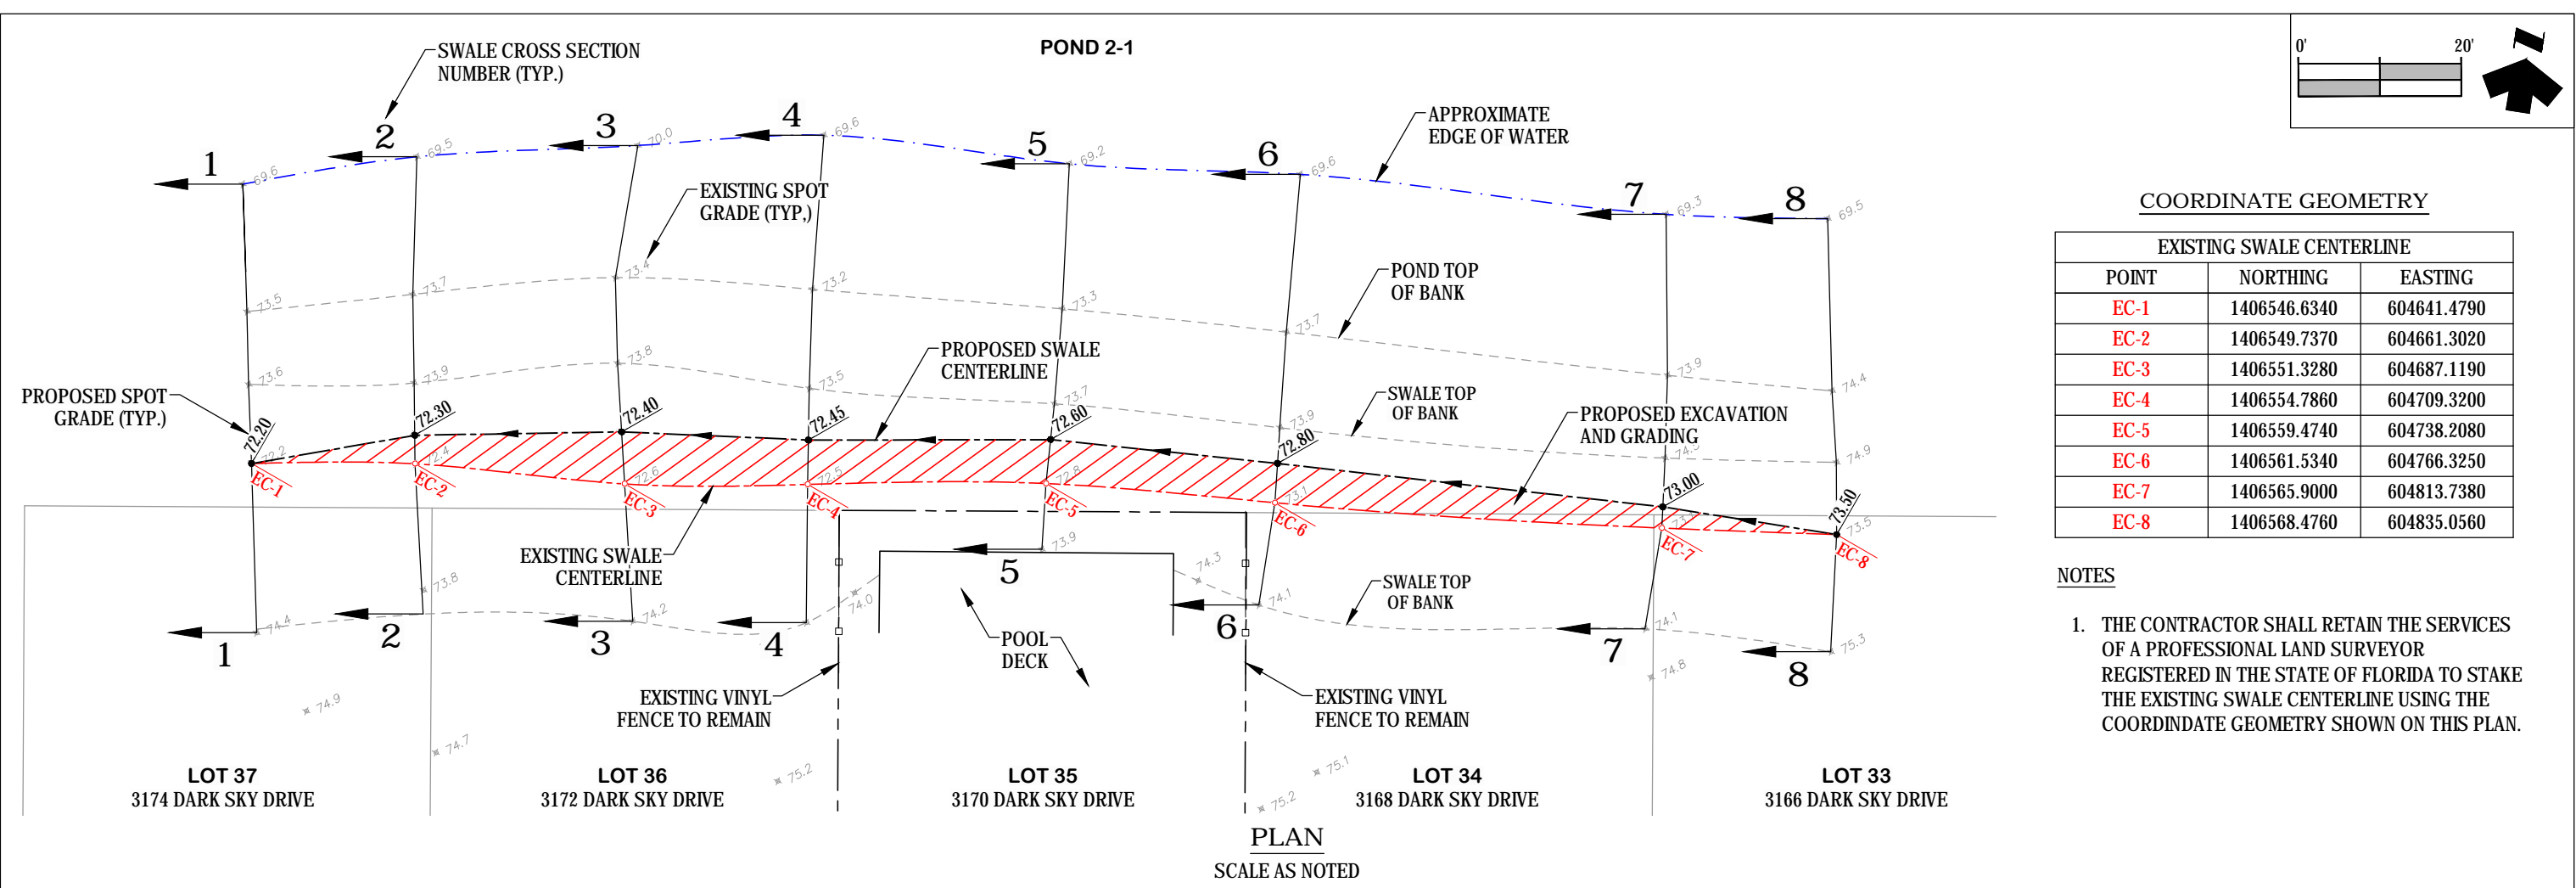 POND 2-1
SWALE CROSS SECTION
NUMBER (TYP.)
0' 20'
N
APPROXIMATE
EDGE OF WATER
1 2 3 4 5 6 7 8
69.6 69.5 70.0 69.6 69.2 69.6 69.3 69.5
EXISTING SPOT
GRADE (TYP,)
POND TOP
OF BANK
73.5 73.7 73.4 73.2 73.3 73.7 73.9 74.4
PROPOSED SWALE
CENTERLINE
SWALE TOP
OF BANK
73.6 73.9 73.8 73.5 73.7 73.9 74.9
PROPOSED SPOT
GRADE (TYP.)
PROPOSED EXCAVATION
AND GRADING
72.20 72.30 72.40 72.45 72.60 72.80 73.00 73.50
72.2 72.4 72.6 72.5 72.8 73.1 73.5
EC-1 EC-2 EC-3 EC-4 EC-5 EC-6 EC-7 EC-8
EXISTING SWALE
CENTERLINE
73.9
5
74.3
SWALE TOP
OF BANK
73.8 74.0 74.1
74.4 74.2 74.1 75.3
1 2 3 4 6 7 8
POOL
DECK
74.8
EXISTING VINYL
FENCE TO REMAIN
EXISTING VINYL
FENCE TO REMAIN
74.9 74.7 75.2 75.1 75.2
LOT 37
3174 DARK SKY DRIVE
LOT 36
3172 DARK SKY DRIVE
LOT 35
3170 DARK SKY DRIVE
LOT 34
3168 DARK SKY DRIVE
LOT 33
3166 DARK SKY DRIVE
PLAN
SCALE AS NOTED
COORDINATE GEOMETRY
EXISTING SWALE CENTERLINE
POINT NORTHING EASTING
EC-1 1406546.6340 604641.4790
EC-2 1406549.7370 604661.3020
EC-3 1406551.3280 604687.1190
EC-4 1406554.7860 604709.3200
EC-5 1406559.4740 604738.2080
EC-6 1406561.5340 604766.3250
EC-7 1406565.9000 604813.7380
EC-8 1406568.4760 604835.0560
NOTES
1. THE CONTRACTOR SHALL RETAIN THE SERVICES
OF A PROFESSIONAL LAND SURVEYOR
REGISTERED IN THE STATE OF FLORIDA TO STAKE
THE EXISTING SWALE CENTERLINE USING THE
COORDINDATE GEOMETRY SHOWN ON THIS PLAN.